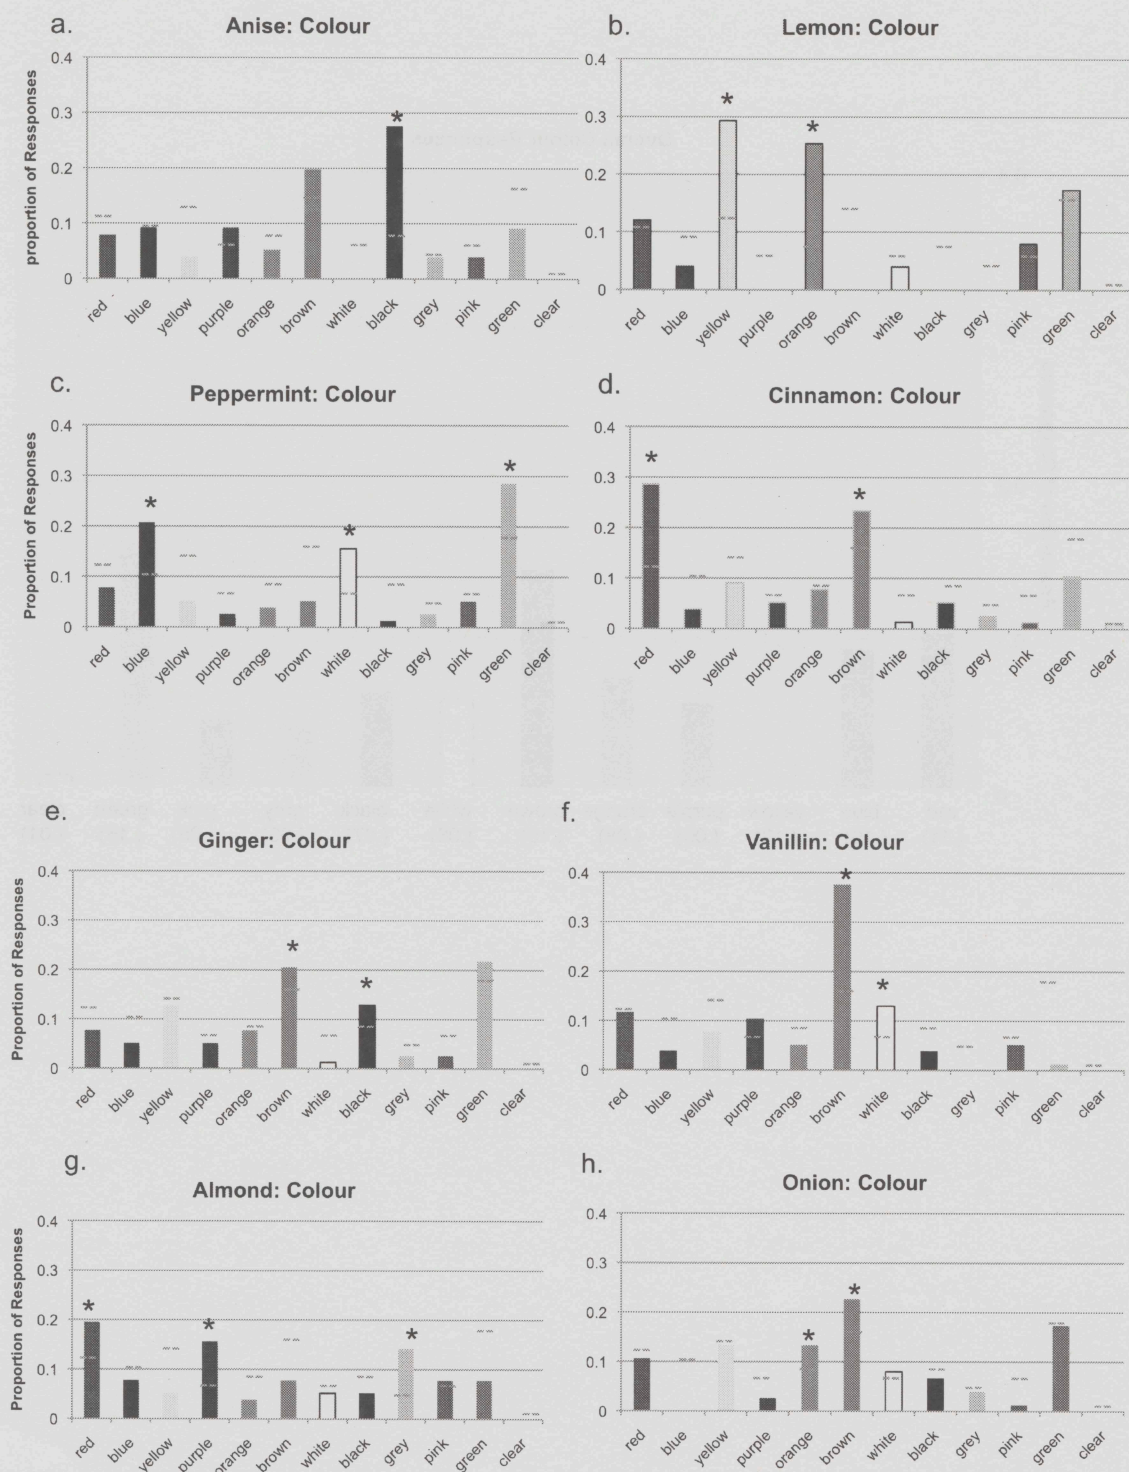 a.
Anise: Colour
proportion of Ressponses
0.4
0.3
0.2
0.1
0
*
red blue yellow purple orange brown white black grey pink green clear
b.
Lemon: Colour
0.4
0.3
0.2
0.1
0
* *
red blue yellow purple orange brown white black grey pink green clear
c.
Peppermint: Colour
Proportion of Responses
0.4
0.3
0.2
0.1
0
* * *
red blue yellow purple orange brown white black grey pink green clear
d.
Cinnamon: Colour
0.4
0.3
0.2
0.1
0
* *
red blue yellow purple orange brown white black grey pink green clear
e.
Ginger: Colour
Proportion of Responses
0.4
0.3
0.2
0.1
0
* *
red blue yellow purple orange brown white black grey pink green clear
f.
Vanillin: Colour
0.4
0.3
0.2
0.1
0
* *
red blue yellow purple orange brown white black grey pink green clear
g.
Almond: Colour
Proportion of Responses
0.4
0.3
0.2
0.1
0
* * *
red blue yellow purple orange brown white black grey pink green clear
h.
Onion: Colour
0.4
0.3
0.2
0.1
0
* *
red blue yellow purple orange brown white black grey pink green clear